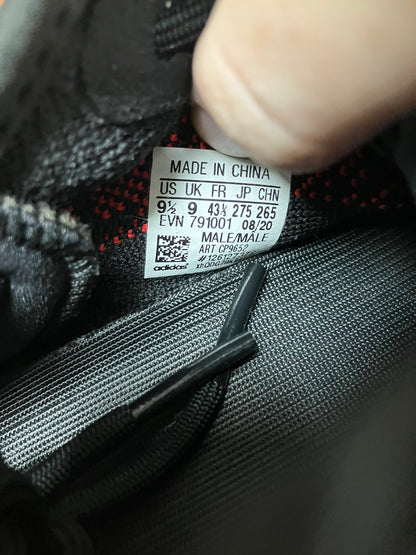 MADE IN CHINA
US UK FR JP CHN
9½ 9 43⅓ 275 265
EVN 791001 08/20
MALE/MALE
ART CP9652
adidas